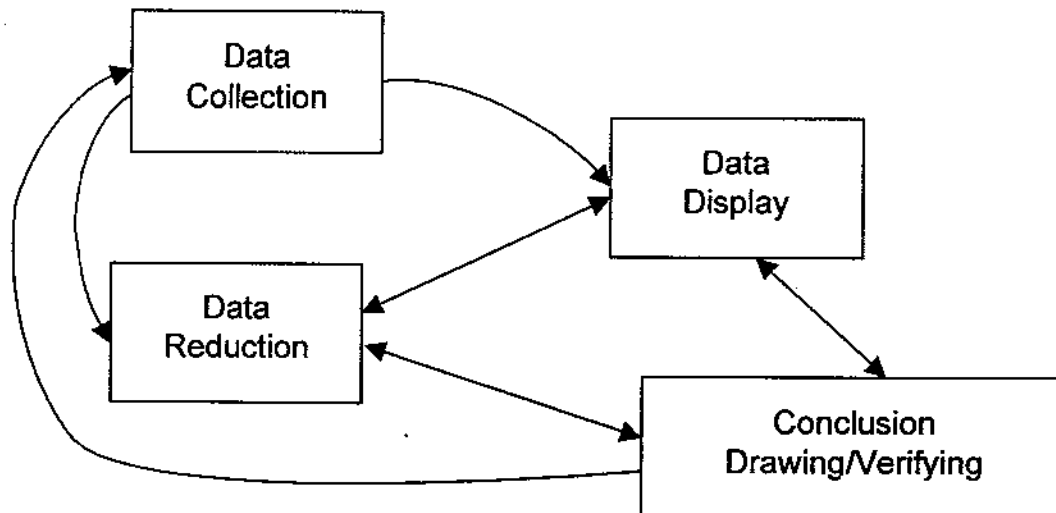 Data
Collection
Data
Display
Data
Reduction
Conclusion
Drawing/Verifying